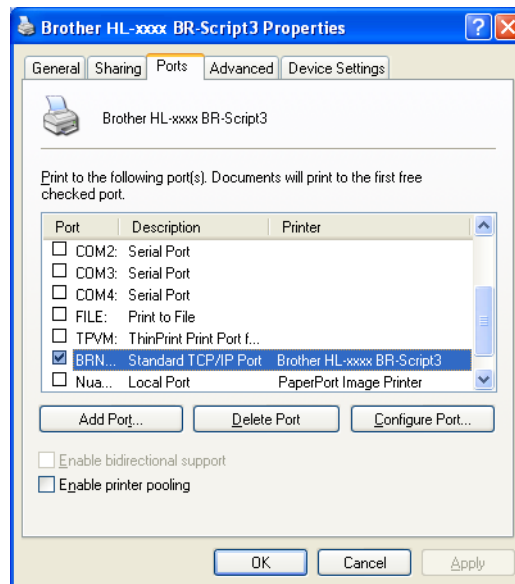 Brother HL-xxxx BR-Script3 Properties
General Sharing Ports Advanced Device Settings
Brother HL-xxxx BR-Script3
Print to the following port(s). Documents will print to the first free
checked port.
Port Description Printer
COM2: Serial Port
COM3: Serial Port
COM4: Serial Port
FILE: Print to File
TPVM: ThinPrint Print Port f...
BRN... Standard TCP/IP Port Brother HL-xxxx BR-Script3
Nua... Local Port PaperPort Image Printer
Add Port... Delete Port Configure Port...
Enable bidirectional support
Enable printer pooling
OK Cancel Apply